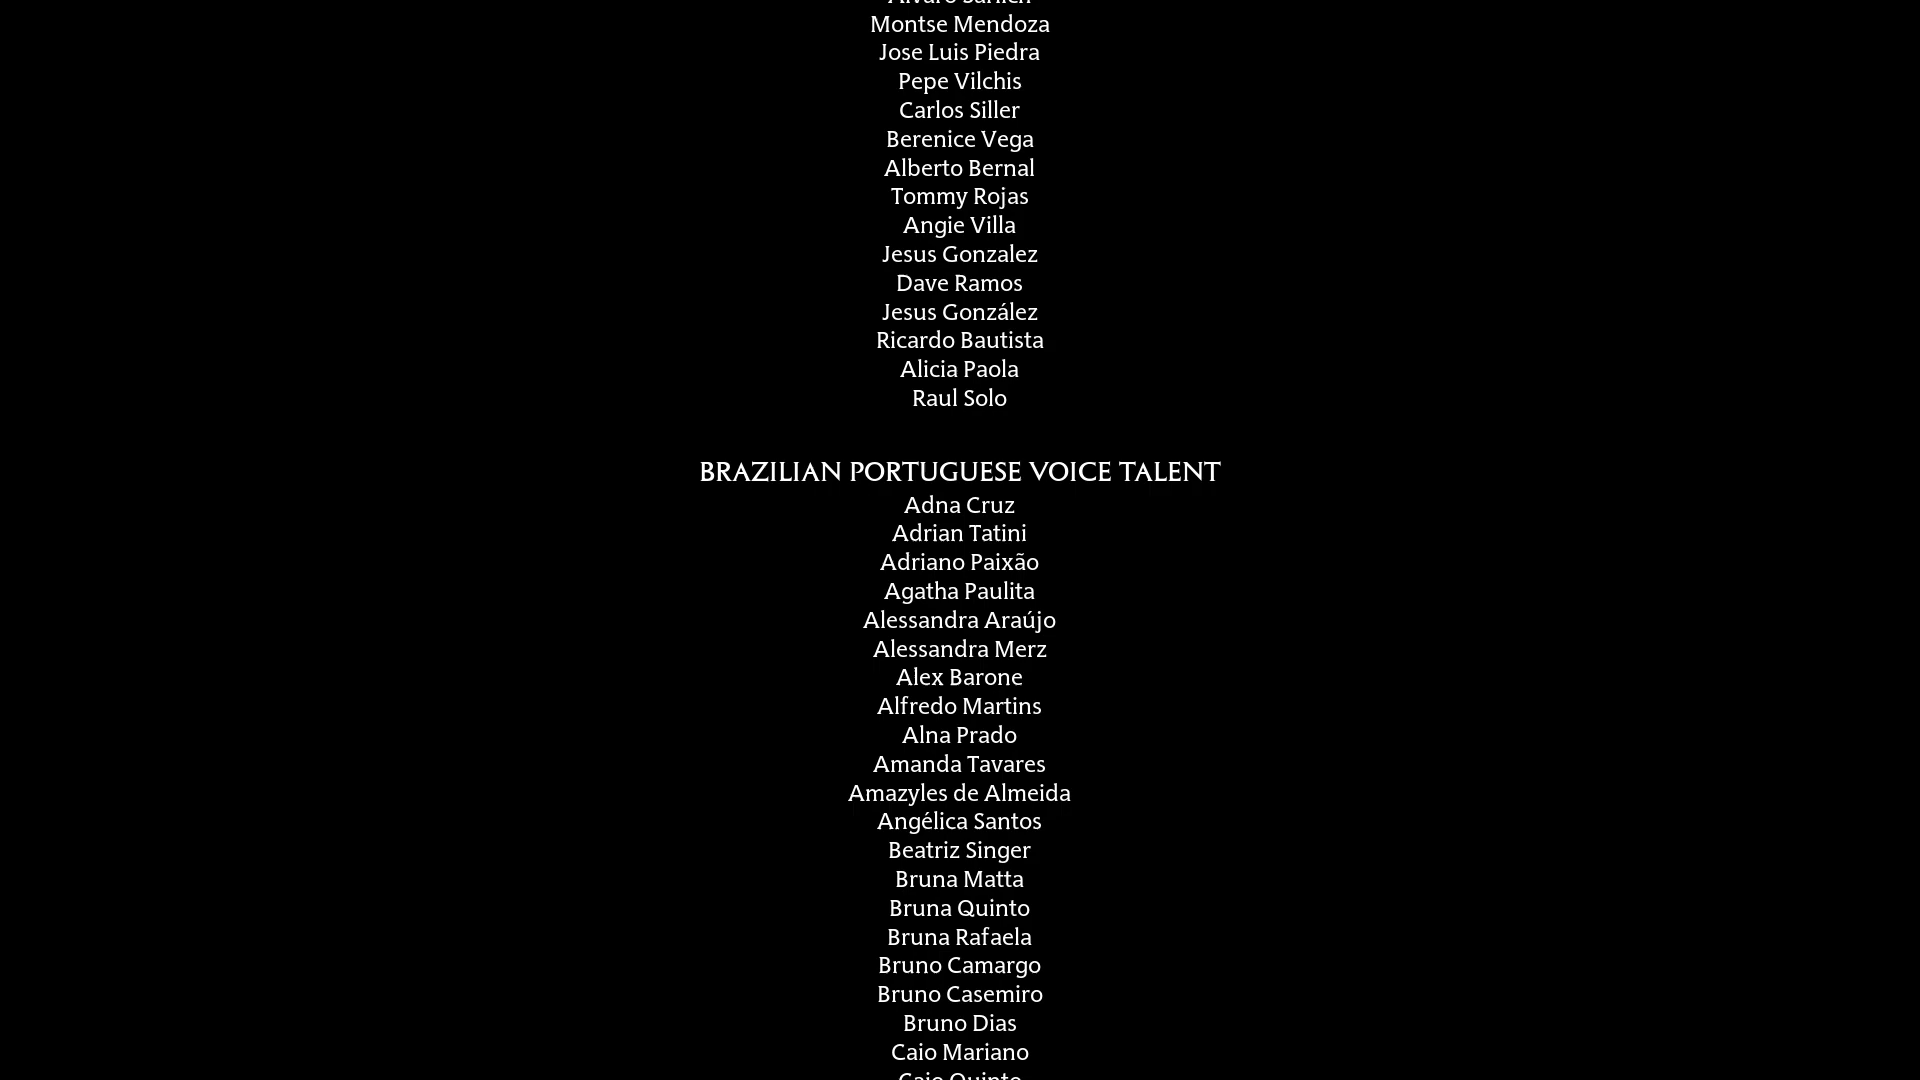 Montse Mendoza
Jose Luis Piedra
Pepe Vilchis
Carlos Siller
Berenice Vega
Alberto Bernal
Tommy Rojas
Angie Villa
Jesus Gonzalez
Dave Ramos
Jesus González
Ricardo Bautista
Alicia Paola
Raul Solo
BRAZILIAN PORTUGUESE VOICE TALENT
Adna Cruz
Adrian Tatini
Adriano Paixão
Agatha Paulita
Alessandra Araújo
Alessandra Merz
Alex Barone
Alfredo Martins
Alna Prado
Amanda Tavares
Amazyles de Almeida
Angélica Santos
Beatriz Singer
Bruna Matta
Bruna Quinto
Bruna Rafaela
Bruno Camargo
Bruno Casemiro
Bruno Dias
Caio Mariano
Caio Quinto